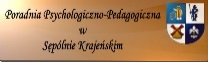 Poradnia Psychologiczno-Pedagogiczna
w
Sępólnie Krajeńskim